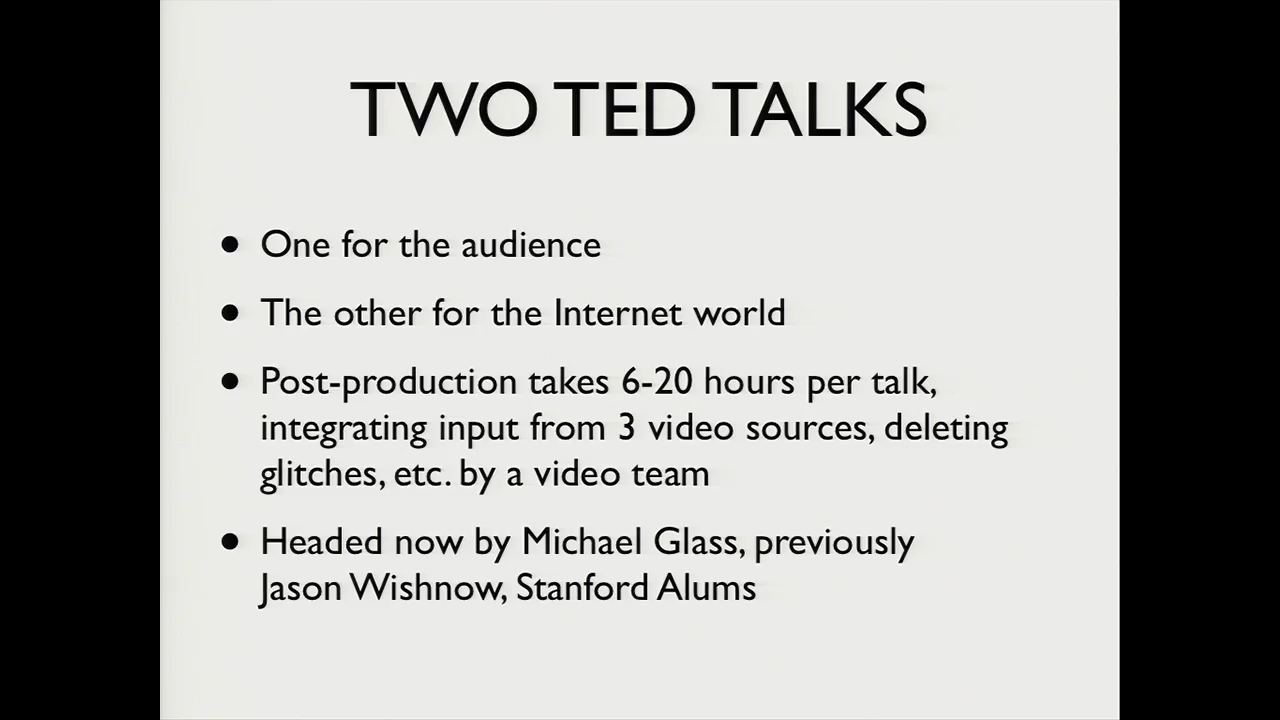 TWO TED TALKS
• One for the audience
• The other for the Internet world
• Post-production takes 6-20 hours per talk,
integrating input from 3 video sources, deleting
glitches, etc. by a video team
• Headed now by Michael Glass, previously
Jason Wishnow, Stanford Alums